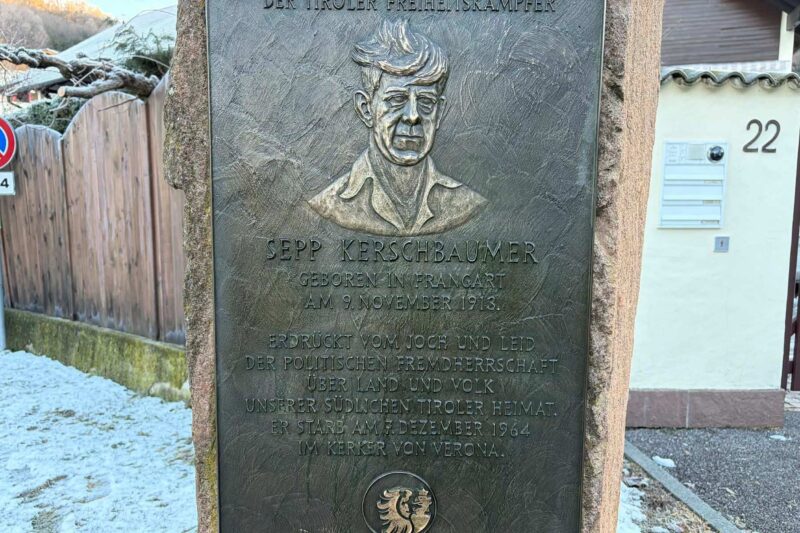 DER TIROLER FREIHEITSKÄMPFER
SEPP KERSCHBAUMER
GEBOREN IN FRANGART
AM 9. NOVEMBER 1913.
ERDRÜCKT VOM JOCH UND LEID
DER POLITISCHEN FREMDHERRSCHAFT
ÜBER LAND UND VOLK
UNSERER SÜDLICHEN TIROLER HEIMAT.
ER STARB AM 7. DEZEMBER 1964
IM KERKER VON VERONA.
22
4